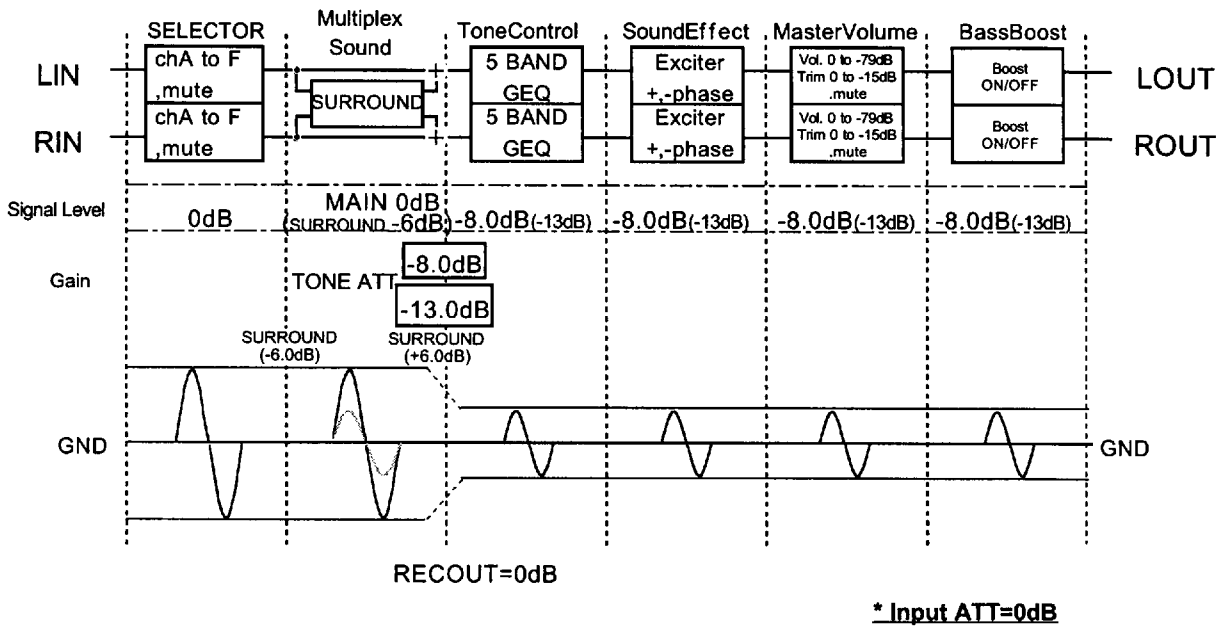 SELECTOR
Multiplex
Sound
ToneControl
SoundEffect
MasterVolume
BassBoost
LIN
chA to F
,mute
SURROUND
5 BAND
GEQ
Exciter
+,-phase
Vol. 0 to -79dB
Trim 0 to -15dB
.mute
Boost
ON/OFF
LOUT
RIN
chA to F
,mute
5 BAND
GEQ
Exciter
+,-phase
Vol. 0 to -79dB
Trim 0 to -15dB
.mute
Boost
ON/OFF
ROUT
Signal Level
0dB
MAIN 0dB
(SURROUND -6dB)
-8.0dB(-13dB)
-8.0dB(-13dB)
-8.0dB(-13dB)
-8.0dB(-13dB)
Gain
TONE ATT
-8.0dB
-13.0dB
SURROUND
(-6.0dB)
SURROUND
(+6.0dB)
GND
GND
RECOUT=0dB
* Input ATT=0dB